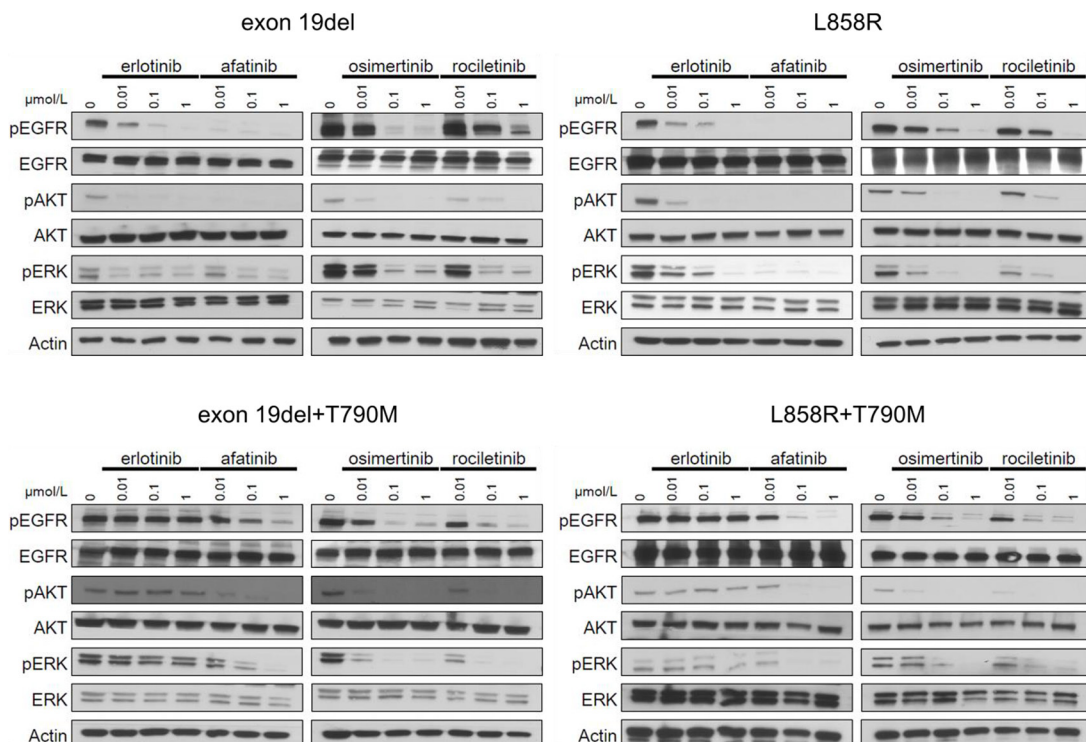 exon 19del
L858R
erlotinib afatinib osimertinib rociletinib
erlotinib afatinib osimertinib rociletinib
µmol/L 0 0.01 0.1 1 0.01 0.1 1 0 0.01 0.1 1 0.01 0.1 1
µmol/L 0 0.01 0.1 1 0.01 0.1 1 0 0.01 0.1 1 0.01 0.1 1
pEGFR
EGFR
pAKT
AKT
pERK
ERK
Actin
pEGFR
EGFR
pAKT
AKT
pERK
ERK
Actin
exon 19del+T790M
L858R+T790M
erlotinib afatinib osimertinib rociletinib
erlotinib afatinib osimertinib rociletinib
µmol/L 0 0.01 0.1 1 0.01 0.1 1 0 0.01 0.1 1 0.01 0.1 1
µmol/L 0 0.01 0.1 1 0.01 0.1 1 0 0.01 0.1 1 0.01 0.1 1
pEGFR
EGFR
pAKT
AKT
pERK
ERK
Actin
pEGFR
EGFR
pAKT
AKT
pERK
ERK
Actin